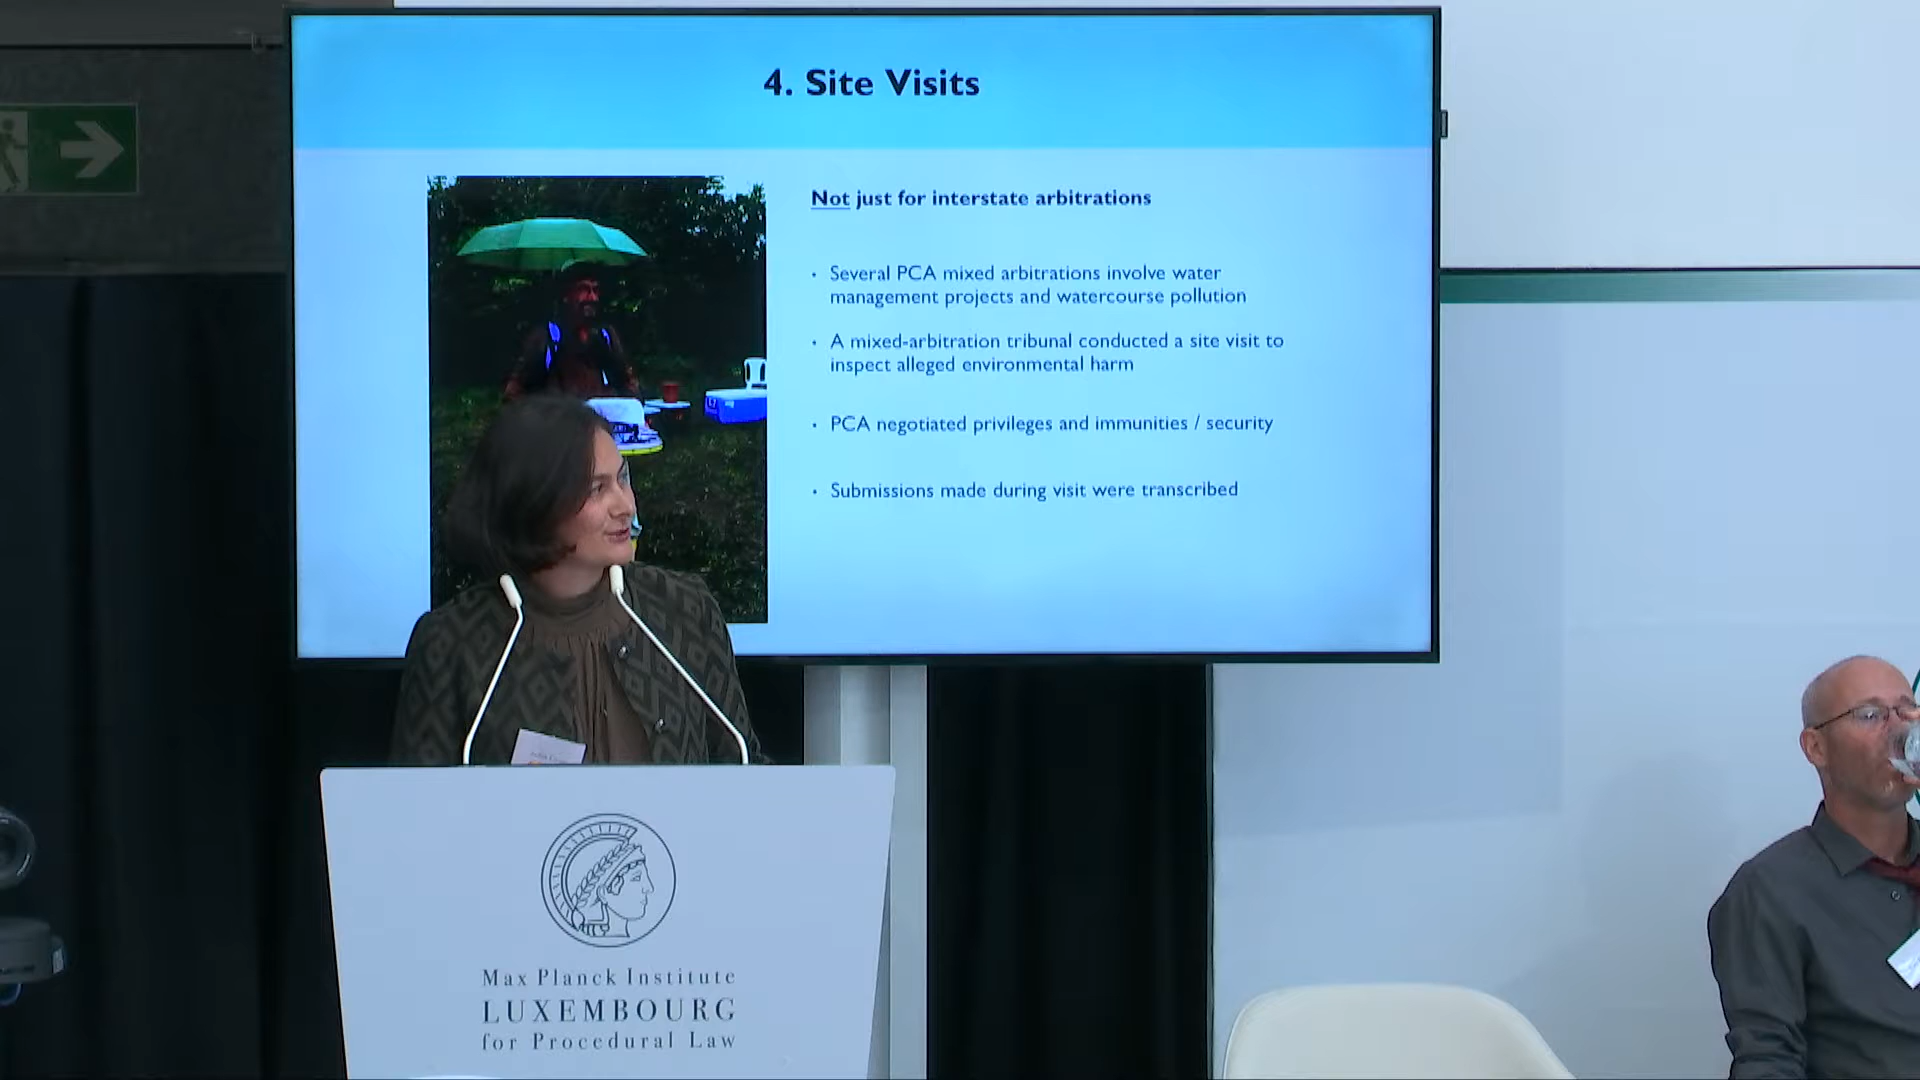 4. Site Visits
Not just for interstate arbitrations
• Several PCA mixed arbitrations involve water
management projects and watercourse pollution
• A mixed-arbitration tribunal conducted a site visit to
inspect alleged environmental harm
• PCA negotiated privileges and immunities / security
• Submissions made during visit were transcribed
Max Planck Institute
LUXEMBOURG
for Procedural Law